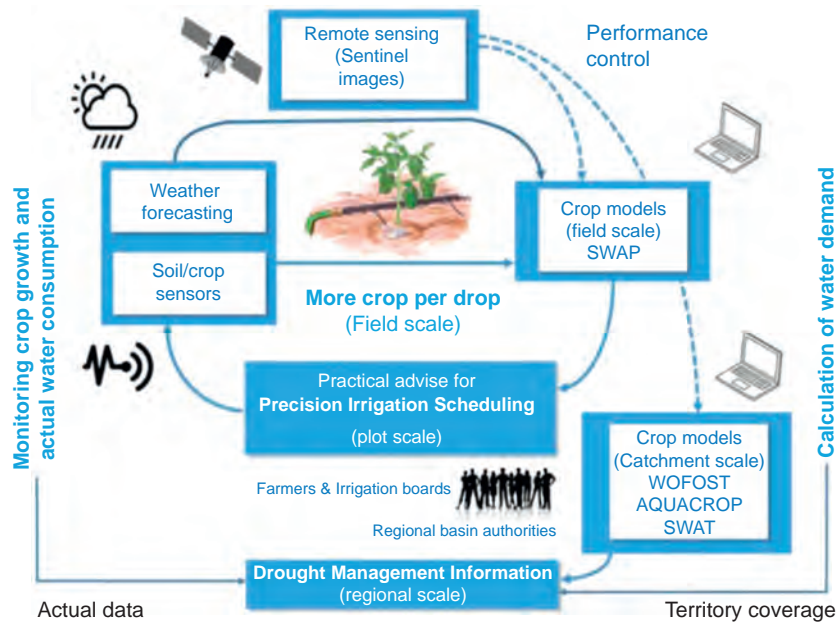 Remote sensing
(Sentinel
images)
Performance
control
Weather
forecasting
Soil/crop
sensors
Crop models
(field scale)
SWAP
More crop per drop
(Field scale)
Monitoring crop growth and
actual water consumption
Calculation of water demand
Practical advise for
Precision Irrigation Scheduling
(plot scale)
Crop models
(Catchment scale)
WOFOST
AQUACROP
SWAT
Farmers & Irrigation boards
Regional basin authorities
Drought Management Information
(regional scale)
Actual data
Territory coverage